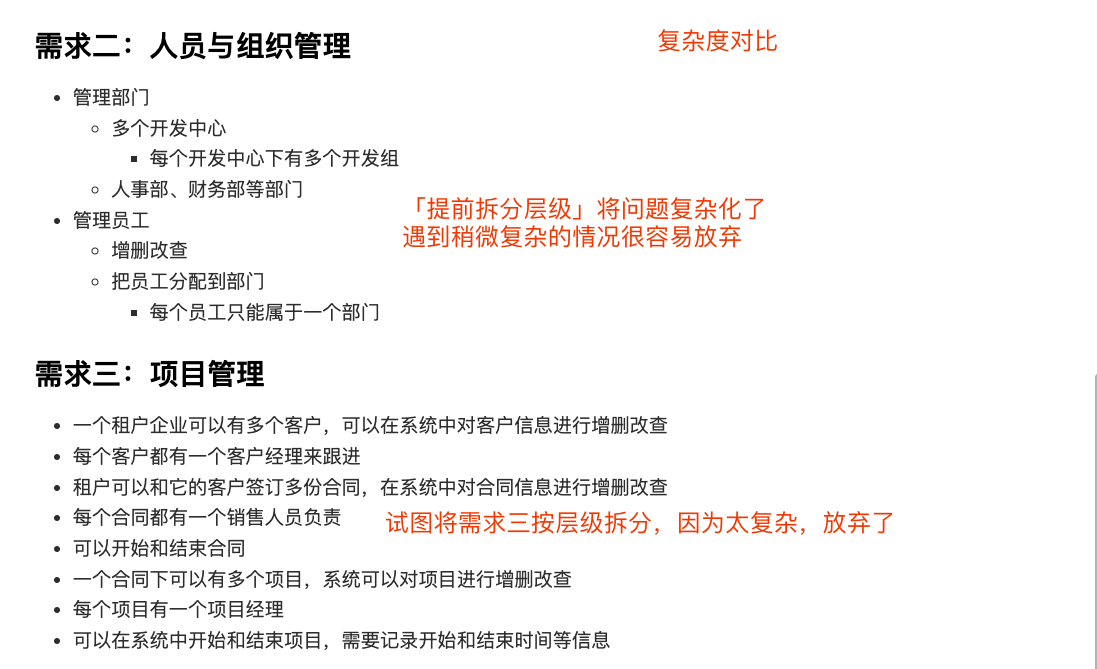 需求二：人员与组织管理
复杂度对比
管理部门
多个开发中心
每个开发中心下有多个开发组
人事部、财务部等部门
「提前拆分层级」将问题复杂化了
遇到稍微复杂的情况很容易放弃
管理员工
增删改查
把员工分配到部门
每个员工只能属于一个部门
需求三：项目管理
一个租户企业可以有多个客户，可以在系统中对客户信息进行增删改查
每个客户都有一个客户经理来跟进
租户可以和它的客户签订多份合同，在系统中对合同信息进行增删改查
每个合同都有一个销售人员负责
试图将需求三按层级拆分，因为太复杂，放弃了
可以开始和结束合同
一个合同下可以有多个项目，系统可以对项目进行增删改查
每个项目有一个项目经理
可以在系统中开始和结束项目，需要记录开始和结束时间等信息